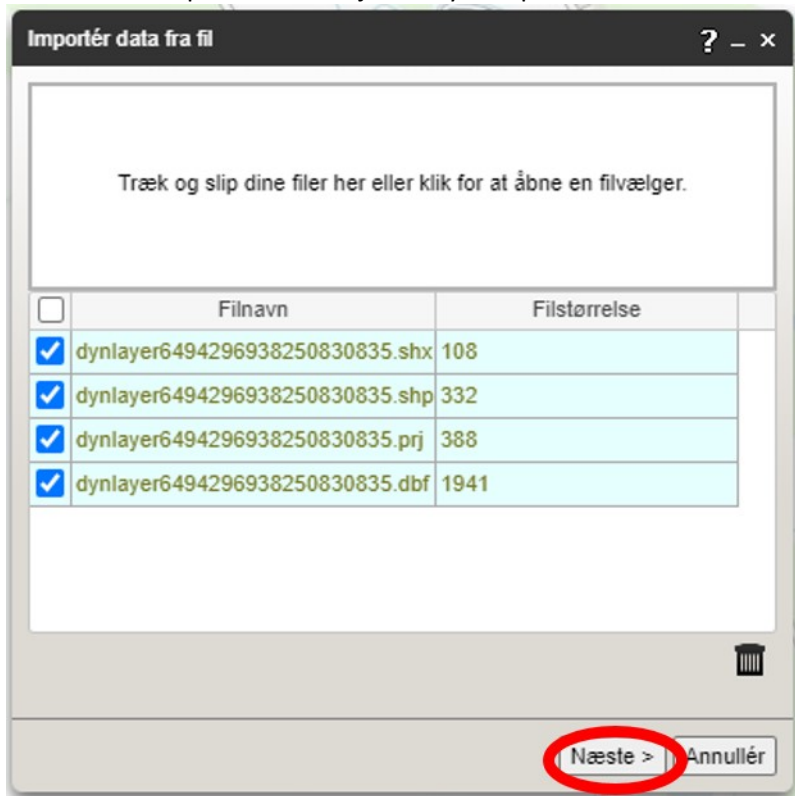 Importér data fra fil ? – ×
Træk og slip dine filer her eller klik for at åbne en filvælger.
Filnavn Filstørrelse
dynlayer6494296938250830835.shx 108
dynlayer6494296938250830835.shp 332
dynlayer6494296938250830835.prj 388
dynlayer6494296938250830835.dbf 1941
Næste > Annullér